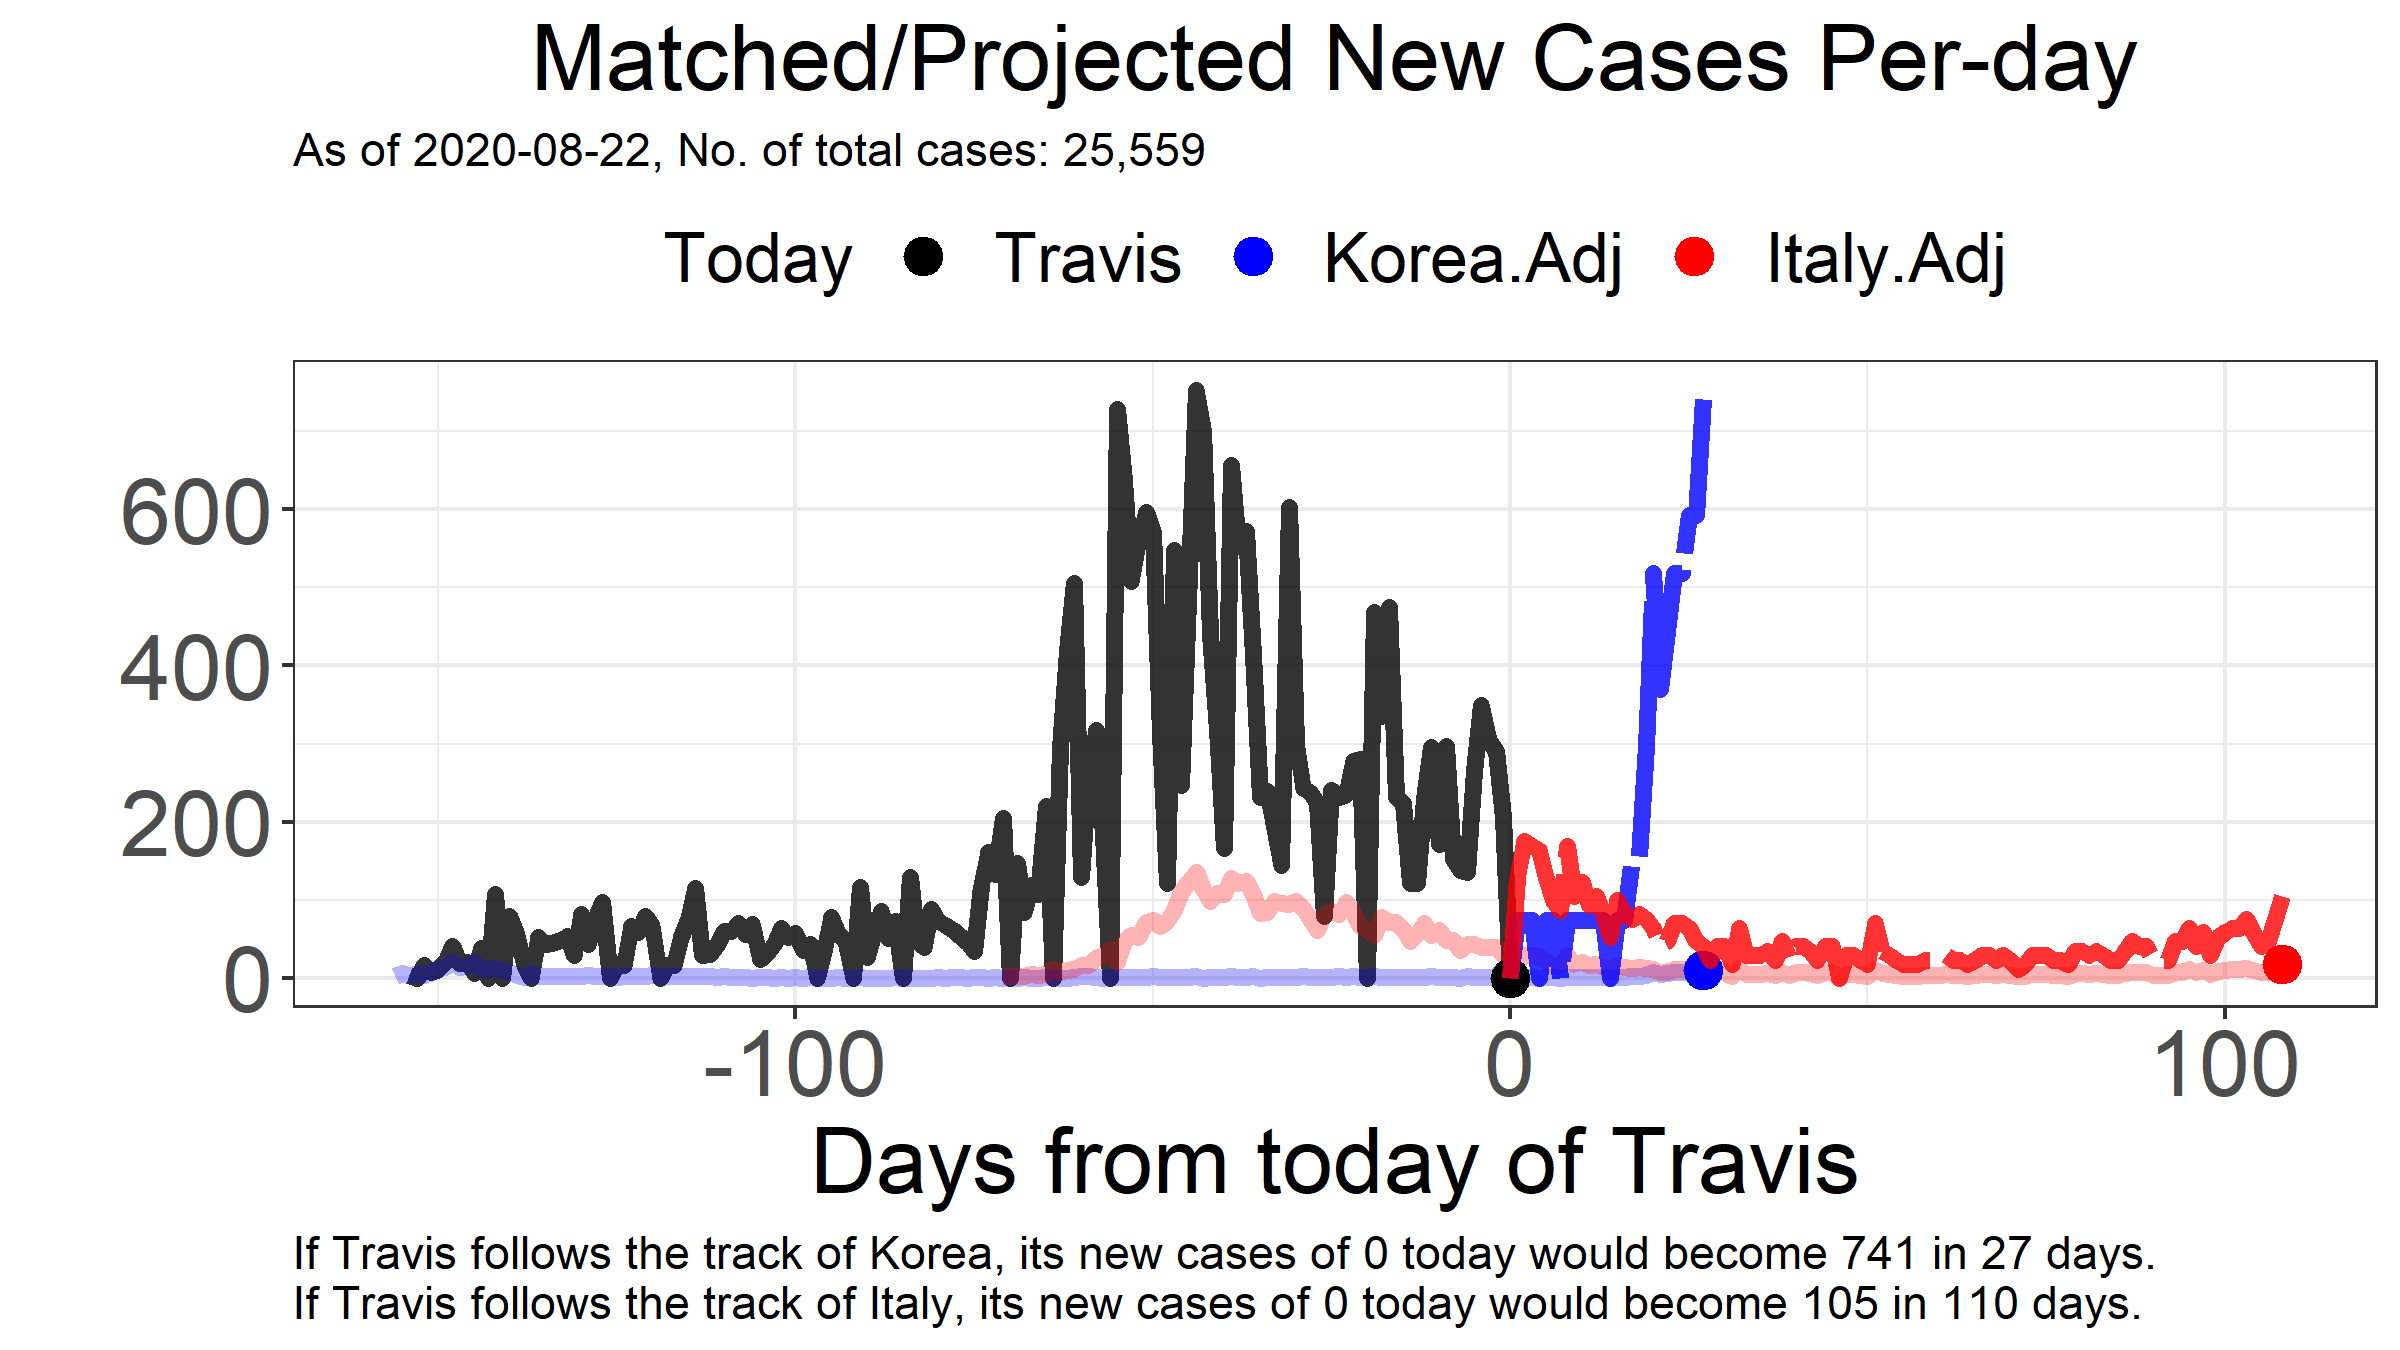 Matched/Projected New Cases Per-day
As of 2020-08-22, No. of total cases: 25,559
Today Travis Korea.Adj Italy.Adj
600
400
200
0
-100 0 100
Days from today of Travis
If Travis follows the track of Korea, its new cases of 0 today would become 741 in 27 days.
If Travis follows the track of Italy, its new cases of 0 today would become 105 in 110 days.